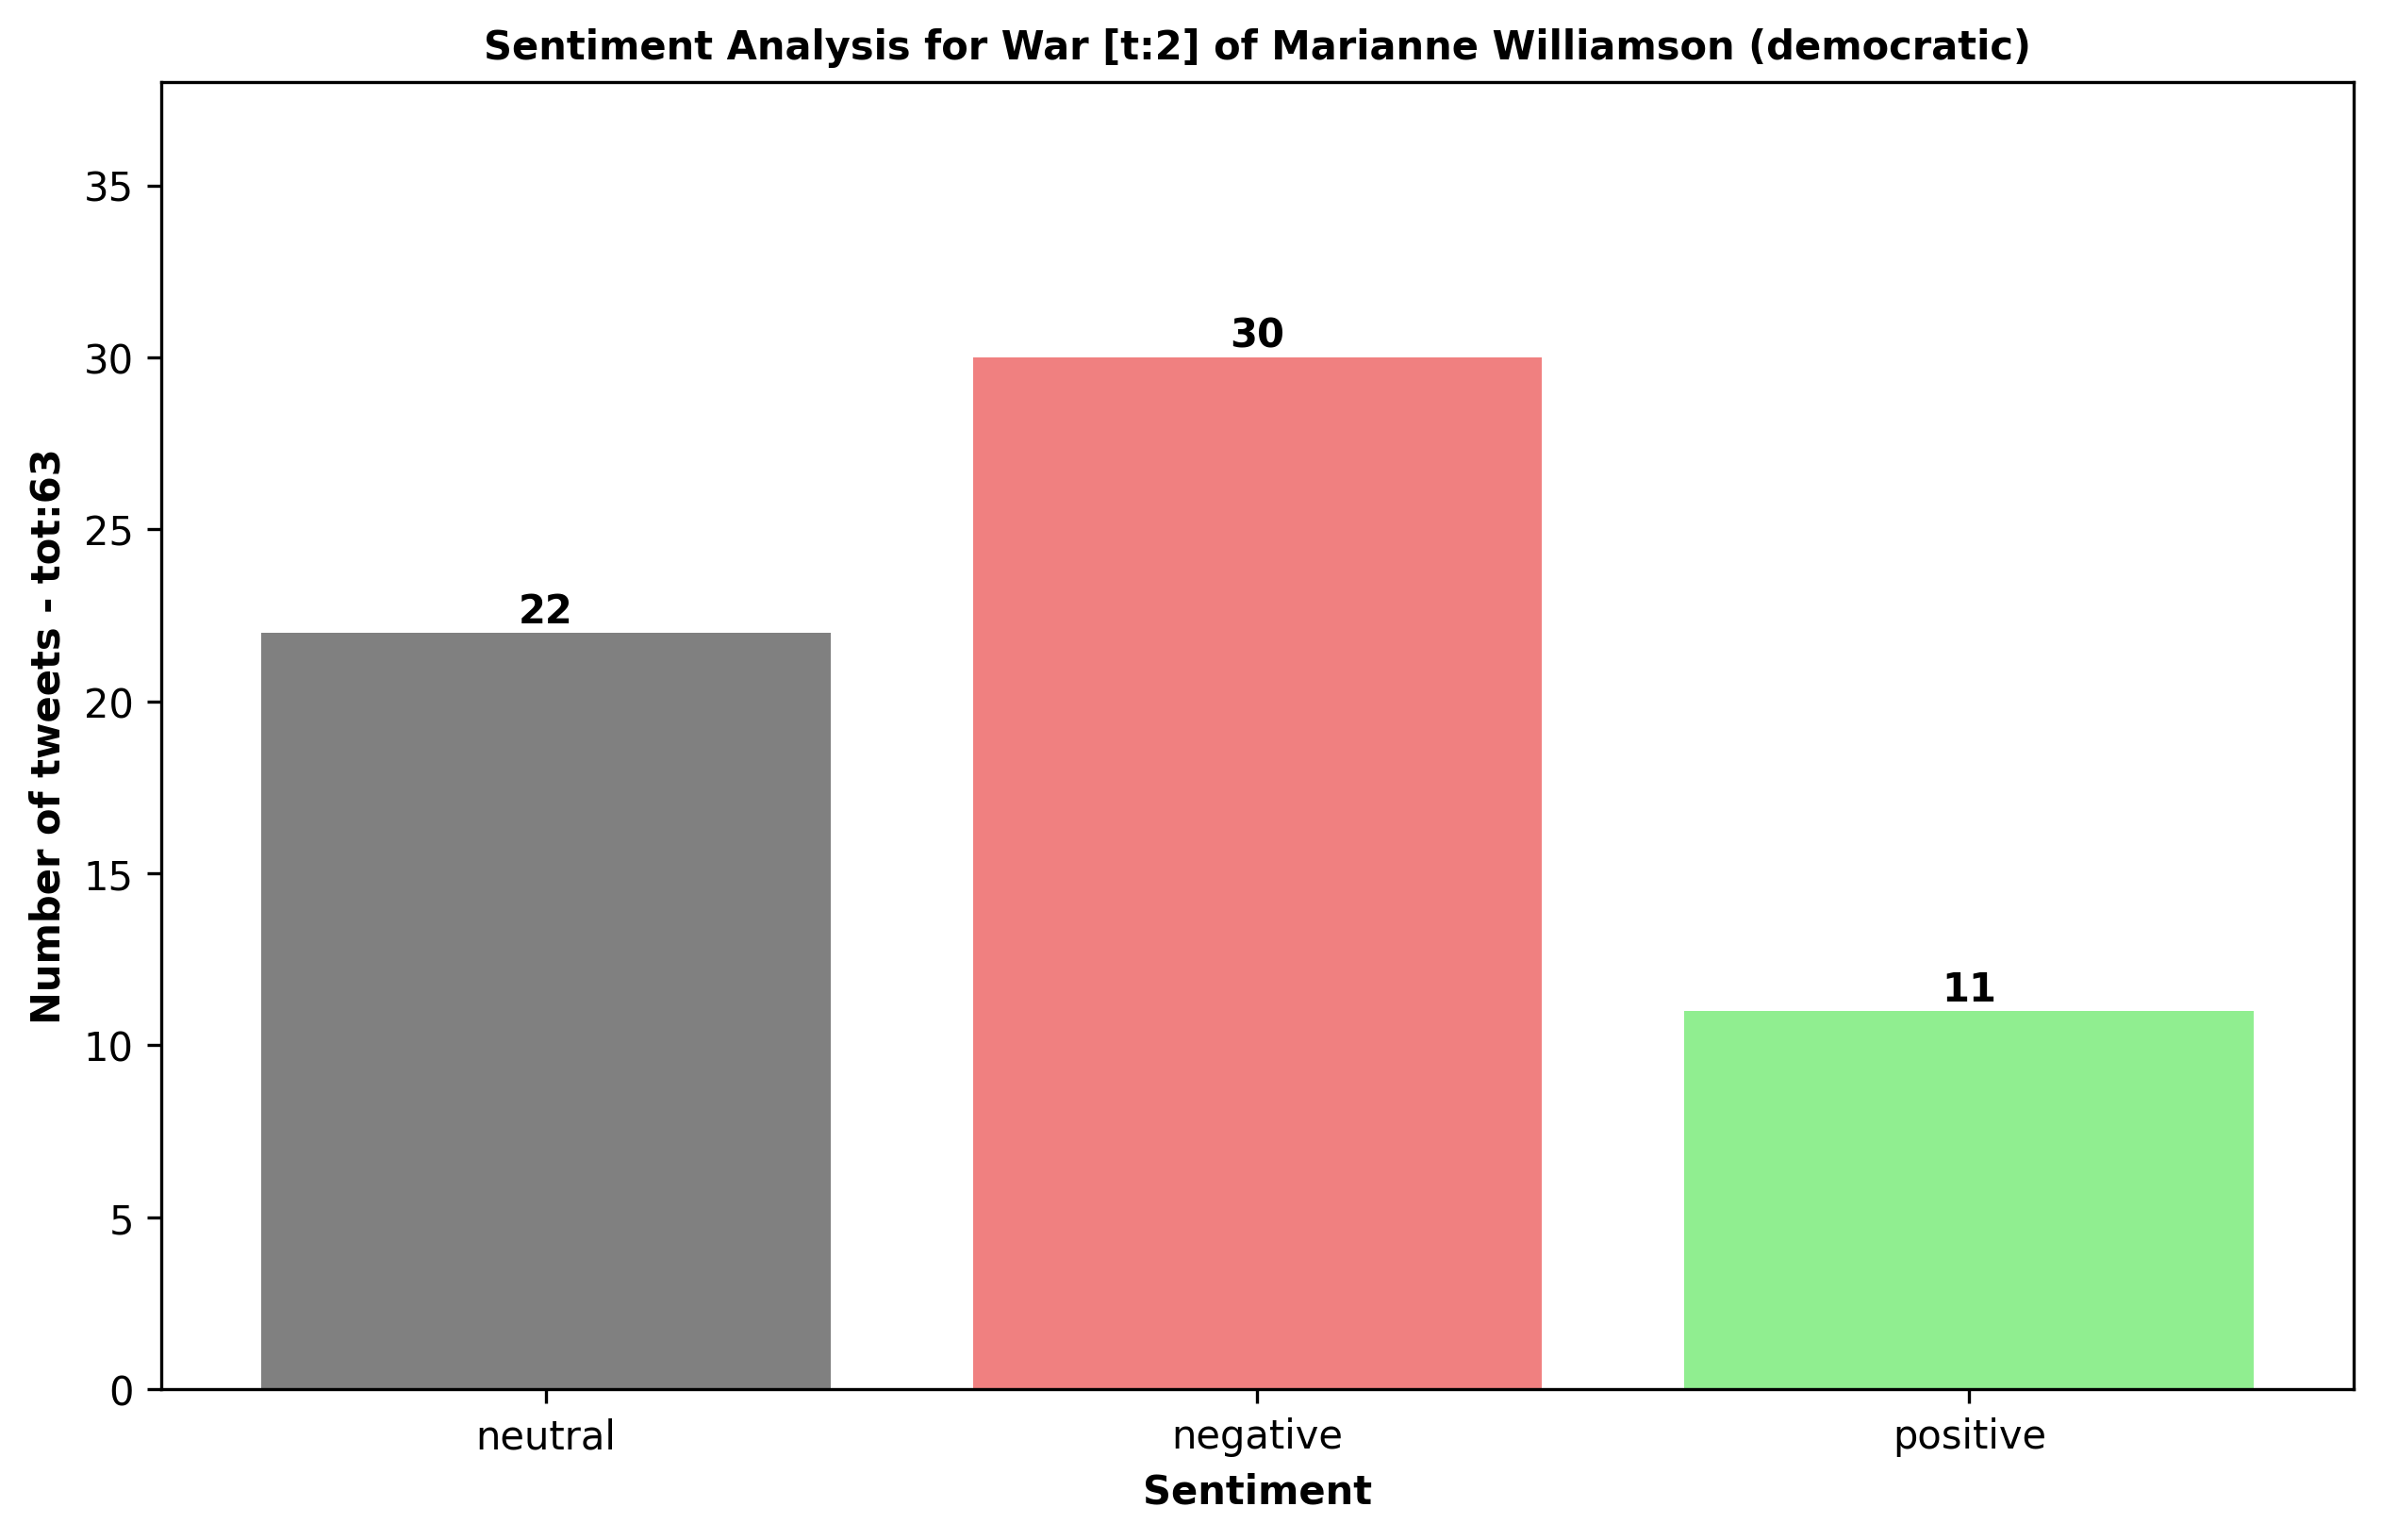 Sentiment Analysis for War [t:2] of Marianne Williamson (democratic)
Number of tweets - tot:63
35
30
25
20
15
10
5
0
22
30
11
neutral
negative
positive
Sentiment